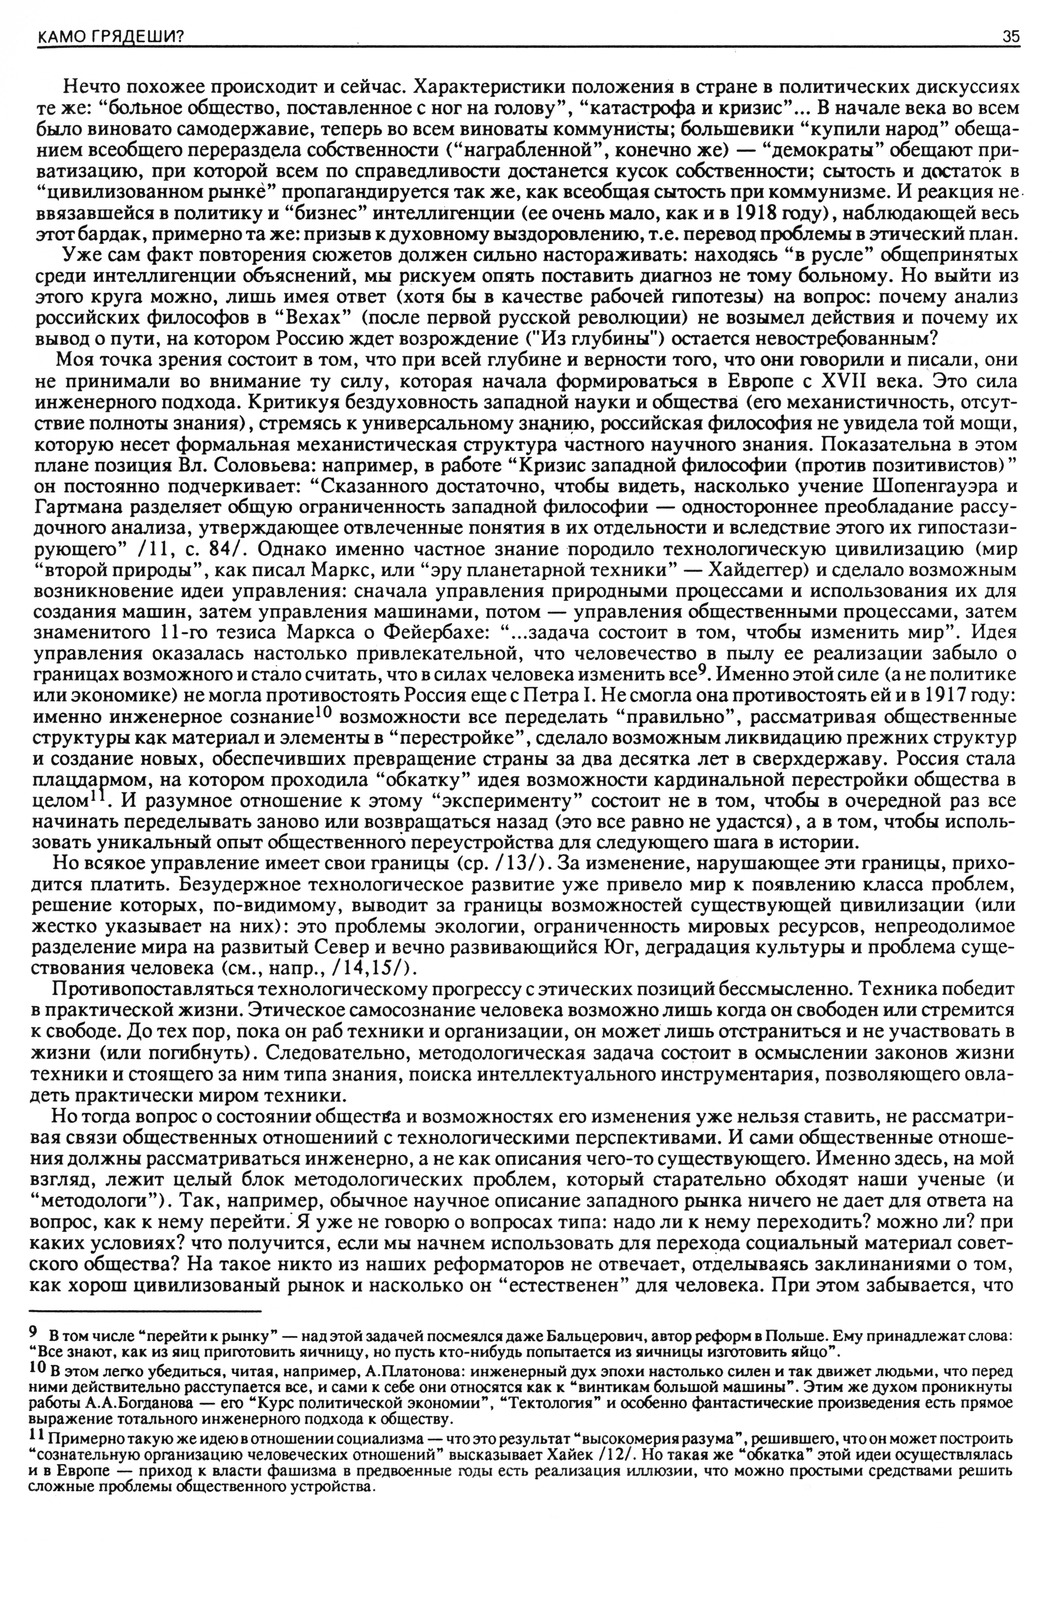 КАМО ГРЯДЕШИ? 35
Нечто похожее происходит и сейчас. Характеристики положения в стране в политических дискуссиях
те же: “больное общество, поставленное с ног на голову”, “катастрофа и кризис”... В начале века во всем
было виновато самодержавие, теперь во всем виноваты коммунисты; большевики “купили народ” обеща-
нием всеобщего перераздела собственности (“награбленной”, конечно же) — “демократы” обещают при-
ватизацию, при которой всем по справедливости достанется кусок собственности; сытость и достаток в
“цивилизованном рынке” пропагандируется так же, как всеобщая сытость при коммунизме. И реакция не
ввязавшейся в политику и “бизнес” интеллигенции (ее очень мало, как и в 1918 году), наблюдающей весь
этот бардак, примерно та же: призыв к духовному выздоровлению, т.е. перевод проблемы в этический план.
Уже сам факт повторения сюжетов должен сильно настораживать: находясь “в русле” общепринятых
среди интеллигенции объяснений, мы рискуем опять поставить диагноз не тому больному. Но выйти из
этого круга можно, лишь имея ответ (хотя бы в качестве рабочей гипотезы) на вопрос: почему анализ
российских философов в “Вехах” (после первой русской революции) не возымел действия и почему их
вывод о пути, на котором Россию ждет возрождение ("Из глубины") остается невостребованным?
Моя точка зрения состоит в том, что при всей глубине и верности того, что они говорили и писали, они
не принимали во внимание ту силу, которая начала формироваться в Европе с XVII века. Это сила
инженерного подхода. Критикуя бездуховность западной науки и общества (его механистичность, отсут-
ствие полноты знания), стремясь к универсальному знанию, российская философия не увидела той мощи,
которую несет формальная механистическая структура частного научного знания. Показательна в этом
плане позиция Вл. Соловьева: например, в работе “Кризис западной философии (против позитивистов)”
он постоянно подчеркивает: “Сказанного достаточно, чтобы видеть, насколько учение Шопенгауэра и
Гартмана разделяет общую ограниченность западной философии — одностороннее преобладание рассу-
дочного анализа, утверждающее отвлеченные понятия в их отдельности и вследствие этого их гипостази-
рующего” /11, с. 84/. Однако именно частное знание породило технологическую цивилизацию (мир
“второй природы”, как писал Маркс, или “эру планетарной техники” — Хайдеггер) и сделало возможным
возникновение идеи управления: сначала управления природными процессами и использования их для
создания машин, затем управления машинами, потом — управления общественными процессами, затем
знаменитого 11-го тезиса Маркса о Фейербахе: “...задача состоит в том, чтобы изменить мир”. Идея
управления оказалась настолько привлекательной, что человечество в пылу ее реализации забыло о
границах возможного и стало считать, что в силах человека изменить все⁹. Именно этой силе (а не политике
или экономике) не могла противостоять Россия еще с Петра I. Не смогла она противостоять ей и в 1917 году:
именно инженерное сознание¹⁰ возможности все переделать “правильно”, рассматривая общественные
структуры как материал и элементы в “перестройке”, сделало возможным ликвидацию прежних структур
и создание новых, обеспечивших превращение страны за два десятка лет в сверхдержаву. Россия стала
плацдармом, на котором проходила “обкатку” идея возможности кардинальной перестройки общества в
целом¹¹. И разумное отношение к этому “эксперименту” состоит не в том, чтобы в очередной раз все
начинать переделывать заново или возвращаться назад (это все равно не удастся), а в том, чтобы исполь-
зовать уникальный опыт общественного переустройства для следующего шага в истории.
Но всякое управление имеет свои границы (ср. /13/). За изменение, нарушающее эти границы, прихо-
дится платить. Безудержное технологическое развитие уже привело мир к появлению класса проблем,
решение которых, по-видимому, выводит за границы возможностей существующей цивилизации (или
жестко указывает на них): это проблемы экологии, ограниченность мировых ресурсов, непреодолимое
разделение мира на развитый Север и вечно развивающийся Юг, деградация культуры и проблема суще-
ствования человека (см., напр., /14,15/).
Противопоставляться технологическому прогрессу с этических позиций бессмысленно. Техника победит
в практической жизни. Этическое самосознание человека возможно лишь когда он свободен или стремится
к свободе. До тех пор, пока он раб техники и организации, он может лишь отстраниться и не участвовать в
жизни (или погибнуть). Следовательно, методологическая задача состоит в осмыслении законов жизни
техники и стоящего за ним типа знания, поиска интеллектуального инструментария, позволяющего овла-
деть практически миром техники.
Но тогда вопрос о состоянии общества и возможностях его изменения уже нельзя ставить, не рассматри-
вая связи общественных отношениий с технологическими перспективами. И сами общественные отноше-
ния должны рассматриваться инженерно, а не как описания чего-то существующего. Именно здесь, на мой
взгляд, лежит целый блок методологических проблем, который старательно обходят наши ученые (и
“методологи”). Так, например, обычное научное описание западного рынка ничего не дает для ответа на
вопрос, как к нему перейти. Я уже не говорю о вопросах типа: надо ли к нему переходить? можно ли? при
каких условиях? что получится, если мы начнем использовать для перехода социальный материал совет-
ского общества? На такое никто из наших реформаторов не отвечает, отделываясь заклинаниями о том,
как хорош цивилизованый рынок и насколько он “естественен” для человека. При этом забывается, что
⁹ В том числе “перейти к рынку” — над этой задачей посмеялся даже Бальцерович, автор реформ в Польше. Ему принадлежат слова:
“Все знают, как из яиц приготовить яичницу, но пусть кто-нибудь попытается из яичницы изготовить яйцо”.
¹⁰ В этом легко убедиться, читая, например, А.Платонова: инженерный дух эпохи настолько силен и так движет людьми, что перед
ними действительно расступается все, и сами к себе они относятся как к “винтикам большой машины”. Этим же духом проникнуты
работы А.А.Богданова — его “Курс политической экономии”, “Тектология” и особенно фантастические произведения есть прямое
выражение тотального инженерного подхода к обществу.
¹¹ Примерно такую же идею в отношении социализма — что это результат “высокомерия разума”, решившего, что он может построить
“сознательную организацию человеческих отношений” высказывает Хайек /12/. Но такая же “обкатка” этой идеи осуществлялась
и в Европе — приход к власти фашизма в предвоенные годы есть реализация иллюзии, что можно простыми средствами решить
сложные проблемы общественного устройства.